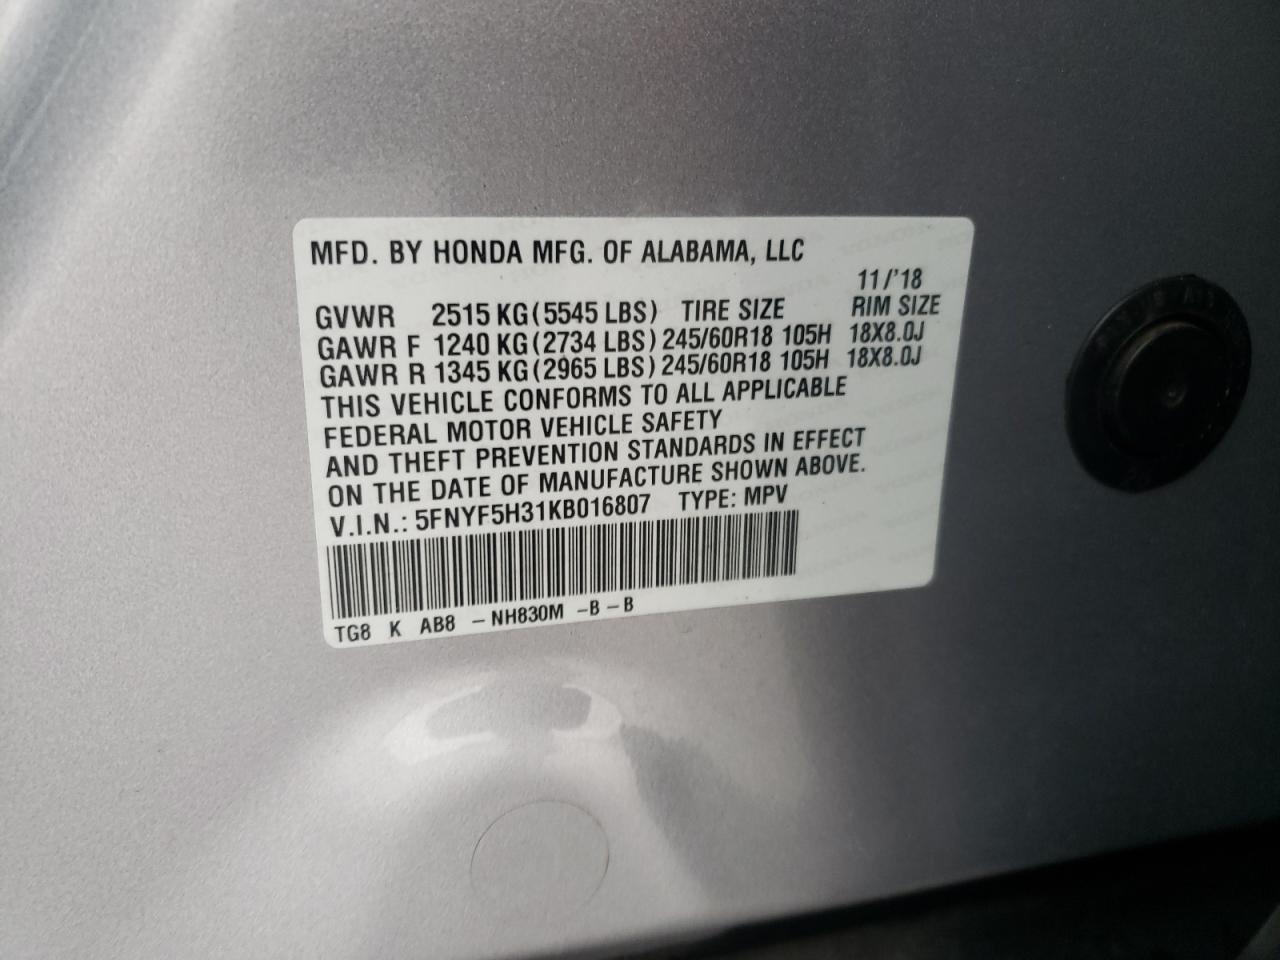 MFD. BY HONDA MFG. OF ALABAMA, LLC
11/'18
GVWR 2515 KG (5545 LBS) TIRE SIZE RIM SIZE
GAWR F 1240 KG (2734 LBS) 245/60R18 105H 18X8.0J
GAWR R 1345 KG (2965 LBS) 245/60R18 105H 18X8.0J
THIS VEHICLE CONFORMS TO ALL APPLICABLE
FEDERAL MOTOR VEHICLE SAFETY
AND THEFT PREVENTION STANDARDS IN EFFECT
ON THE DATE OF MANUFACTURE SHOWN ABOVE.
V.I.N.: 5FNYF5H31KB016807 TYPE: MPV
TG8 K AB8 - NH830M - B - B